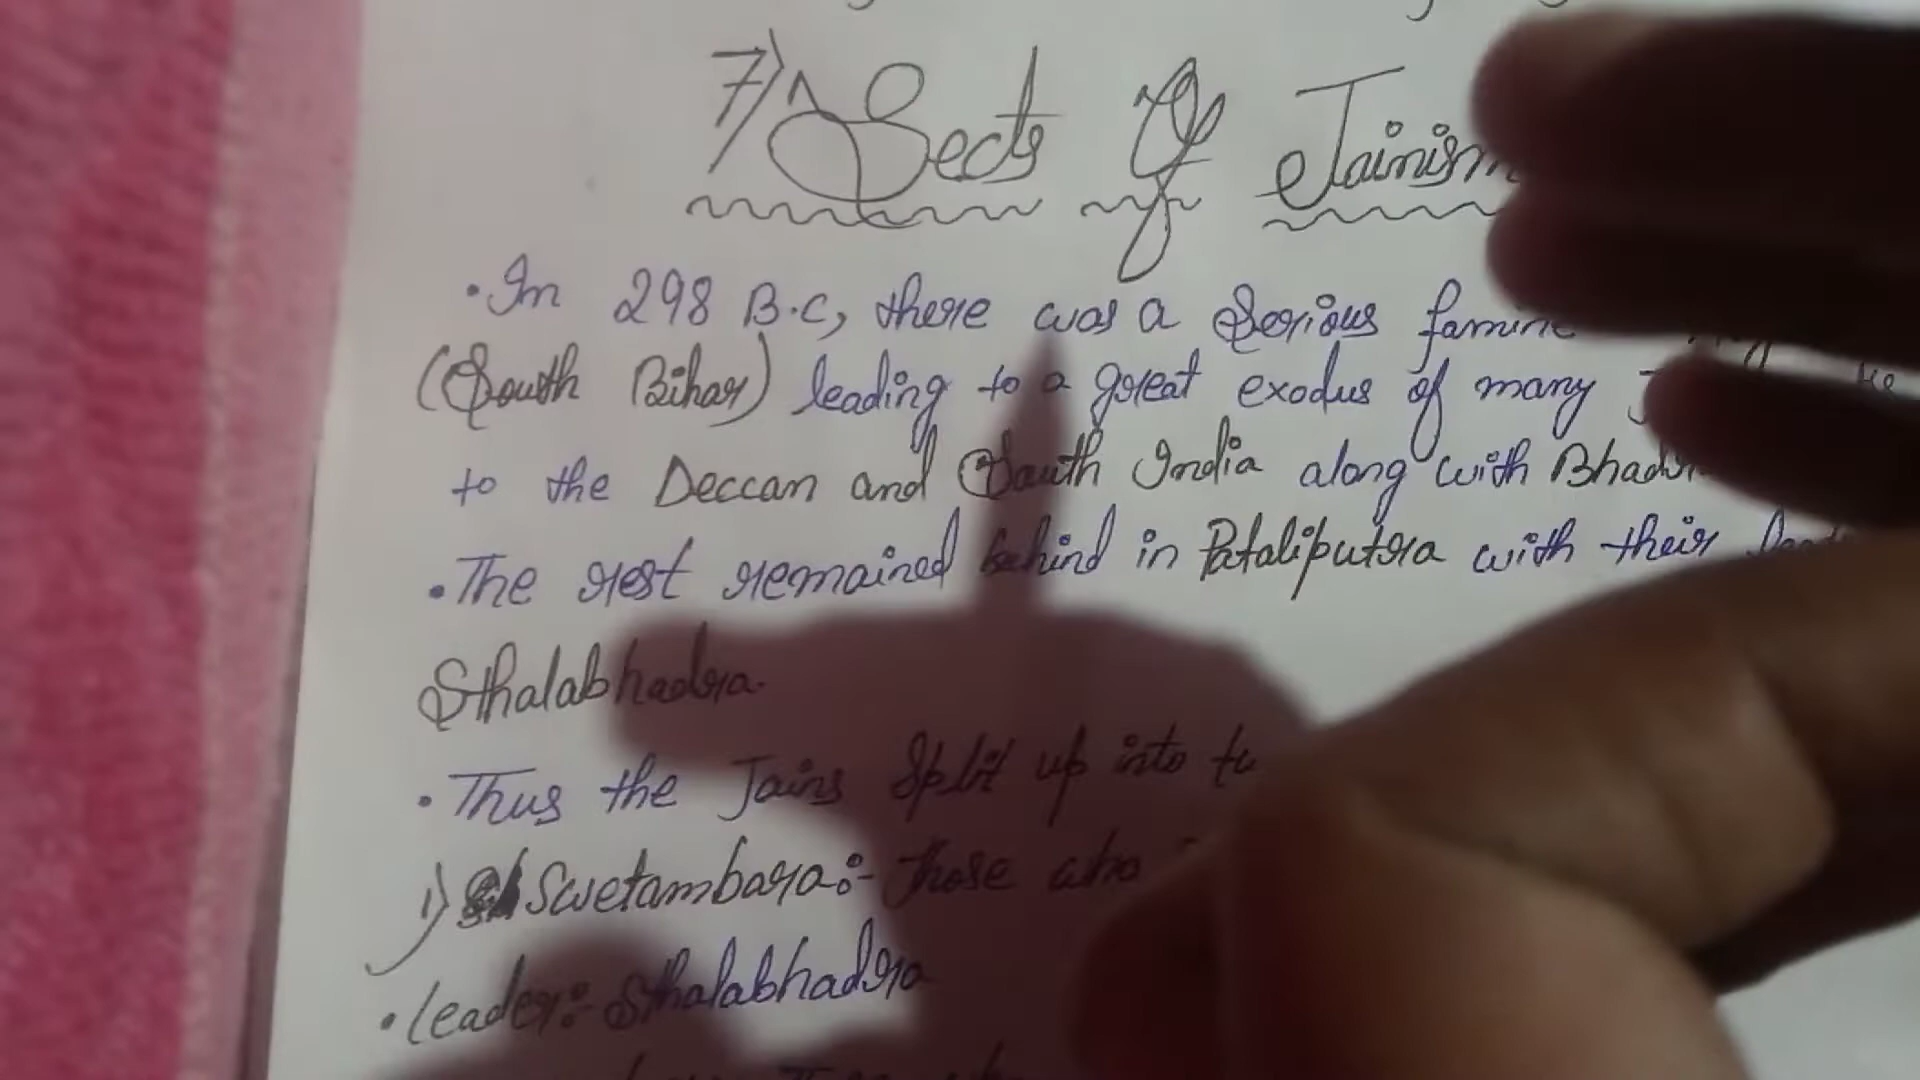 7) Sects Of Jainism
• In 298 B.C, there was a Serious famine
(South Bihar) leading to a great exodus of many
to the Deccan and South India along with
• The rest remained behind in Pataliputra with their
Sthalabhadra.
• Thus the Jains Split up into
1) Swetambara:- Those who
• Leader:- Sthalabhadra